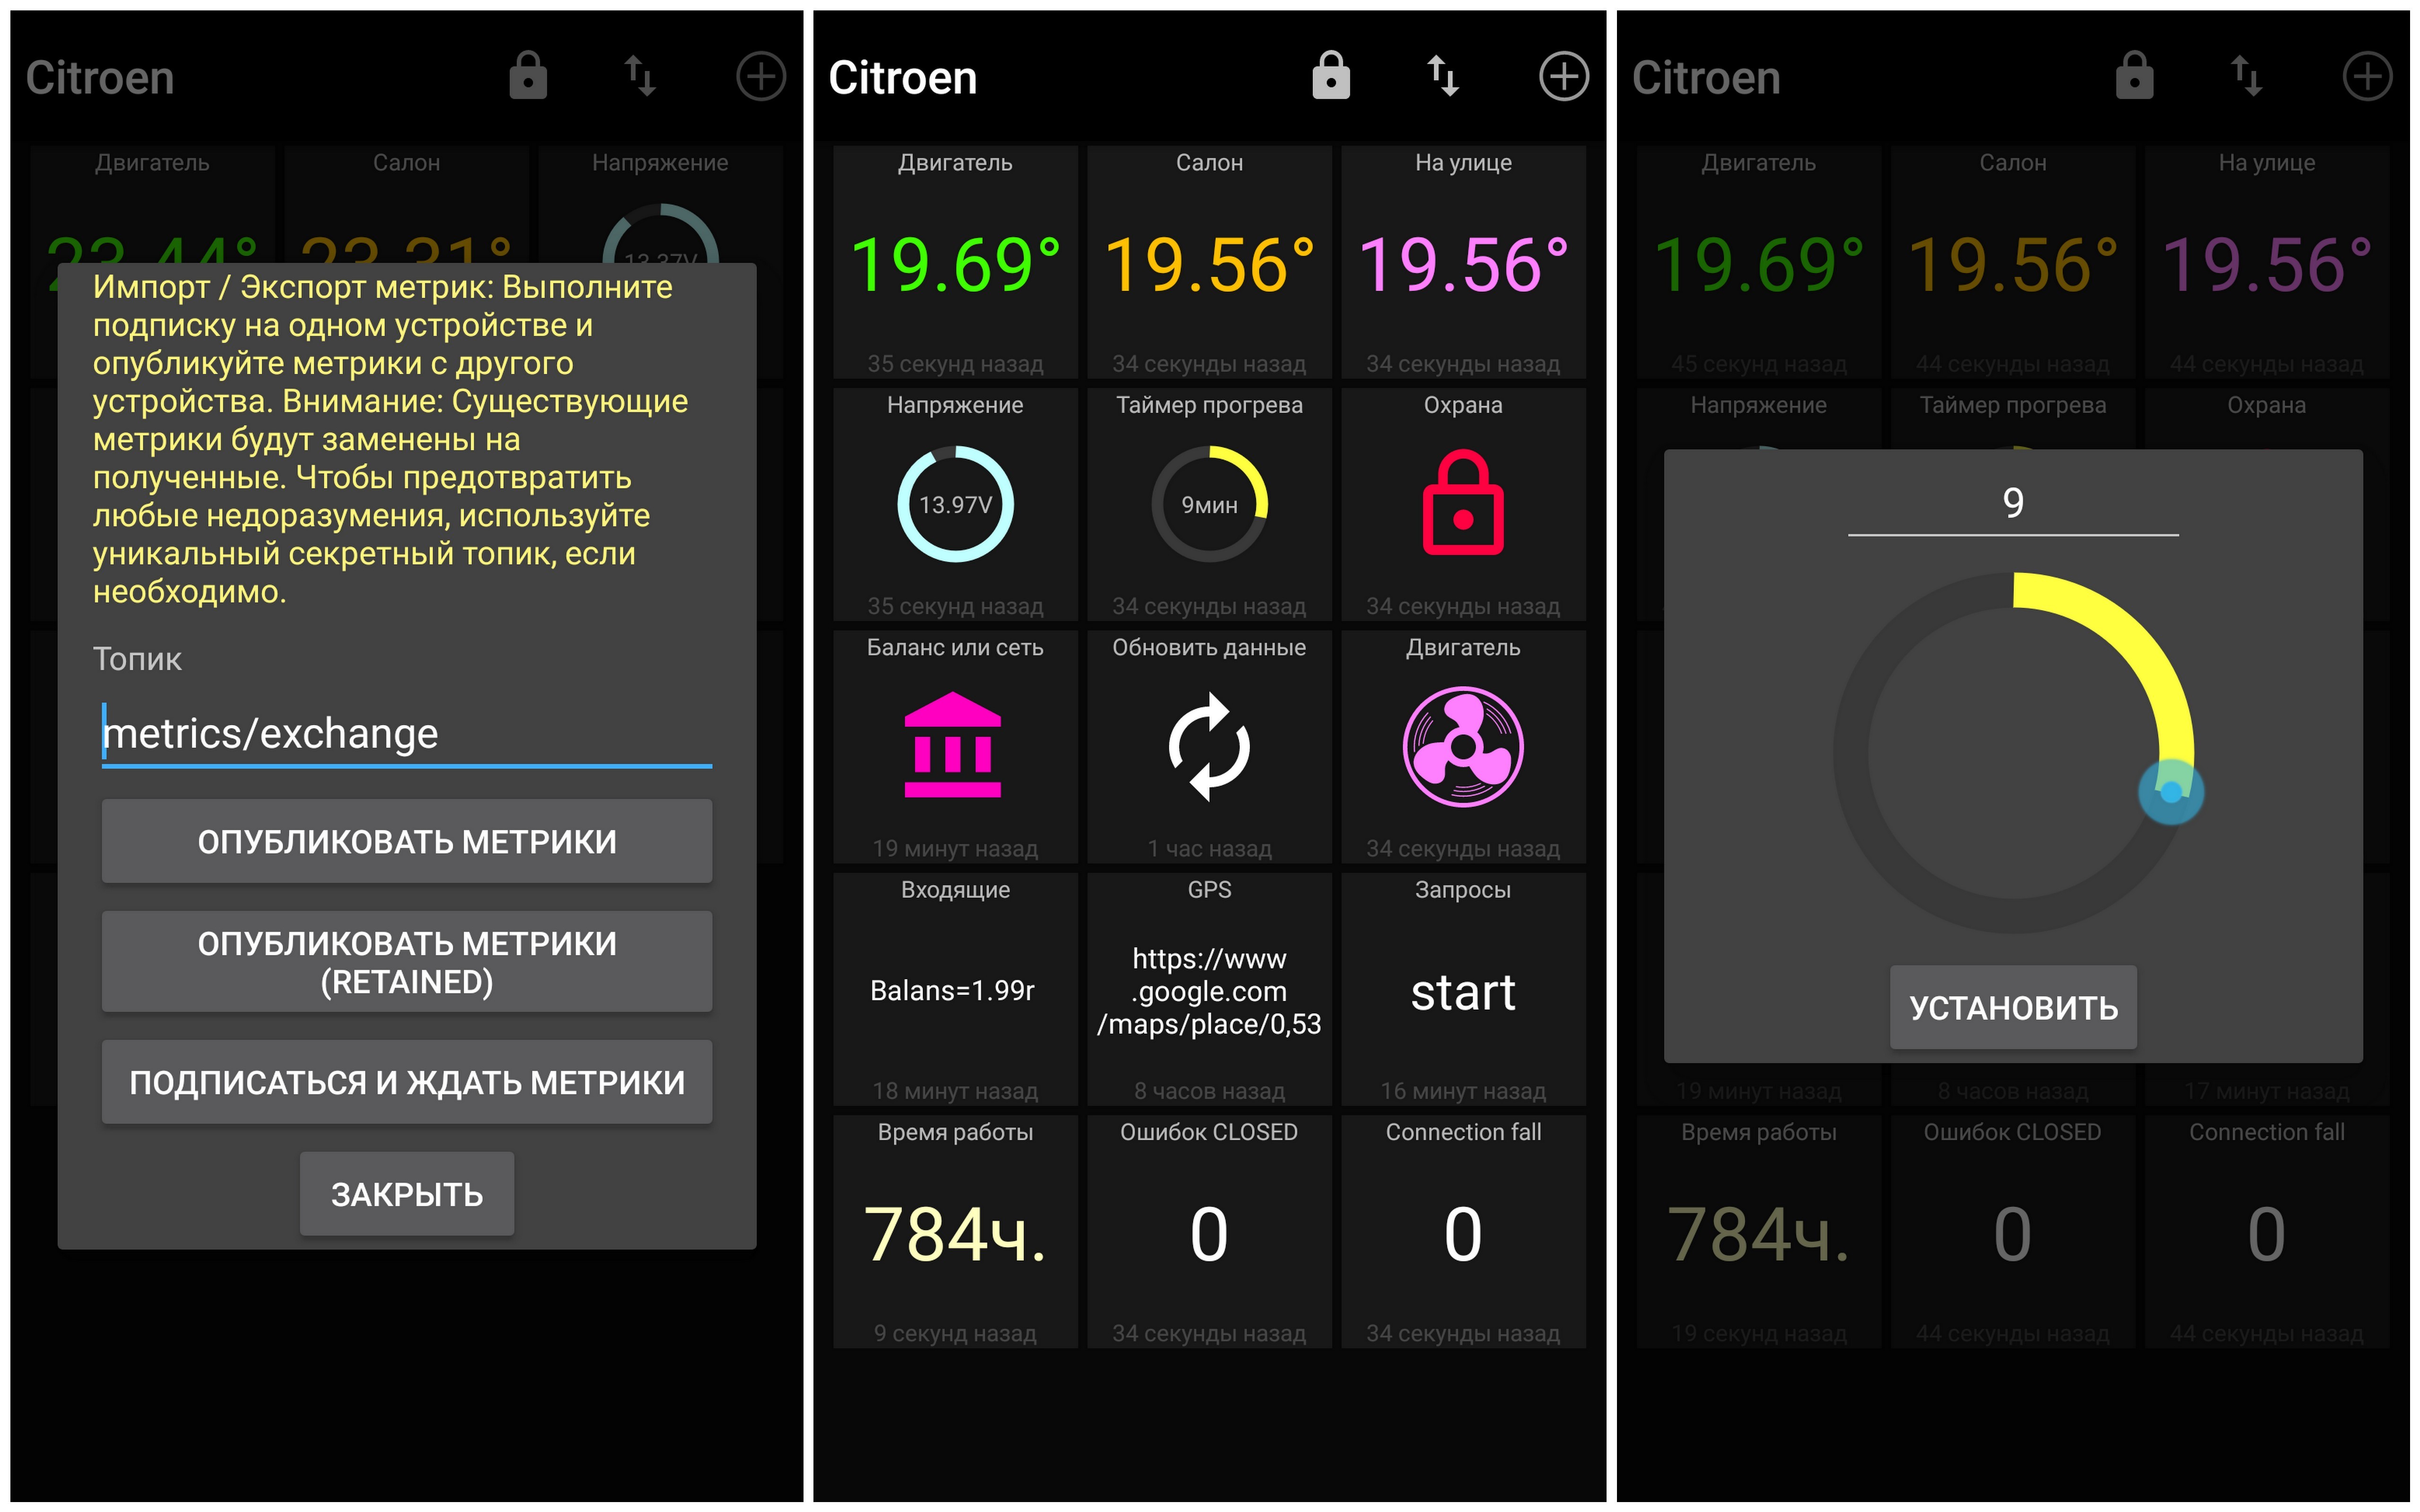 Citroen
Двигатель
Салон
Напряжение
23.44°
23.31°
13.37V
Импорт / Экспорт метрик: Выполните
подписку на одном устройстве и
опубликуйте метрики с другого
устройства. Внимание: Существующие
метрики будут заменены на
полученные. Чтобы предотвратить
любые недоразумения, используйте
уникальный секретный топик, если
необходимо.
Топик
metrics/exchange
ОПУБЛИКОВАТЬ МЕТРИКИ
ОПУБЛИКОВАТЬ МЕТРИКИ
(RETAINED)
ПОДПИСАТЬСЯ И ЖДАТЬ МЕТРИКИ
ЗАКРЫТЬ
Citroen
Двигатель
Салон
На улице
19.69°
19.56°
19.56°
35 секунд назад
34 секунды назад
34 секунды назад
Напряжение
Таймер прогрева
Охрана
13.97V
9мин
35 секунд назад
34 секунды назад
34 секунды назад
Баланс или сеть
Обновить данные
Двигатель
19 минут назад
1 час назад
34 секунды назад
Входящие
GPS
Запросы
Balans=1.99r
https://www
.google.com
/maps/place/0,53
start
18 минут назад
8 часов назад
16 минут назад
Время работы
Ошибок CLOSED
Connection fall
784ч.
0
0
9 секунд назад
34 секунды назад
34 секунды назад
Citroen
Двигатель
Салон
На улице
19.69°
19.56°
19.56°
45 секунд назад
44 секунды назад
44 секунды назад
Напряжение
Таймер прогрева
Охрана
9
УСТАНОВИТЬ
19 минут назад
8 часов назад
17 минут назад
Время работы
Ошибок CLOSED
Connection fall
784ч.
0
0
19 секунд назад
44 секунды назад
44 секунды назад